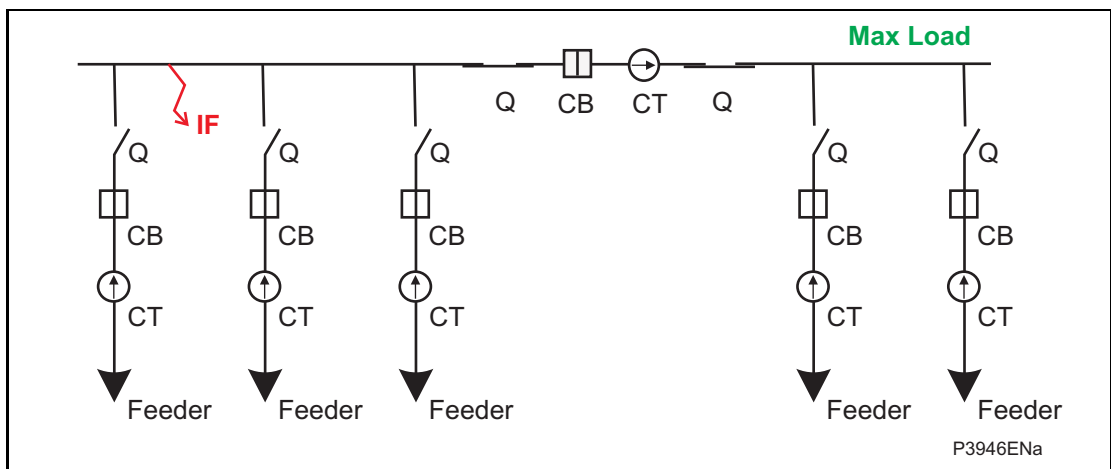 Max Load
Q CB CT Q
IF
Q Q Q Q Q
CB CB CB CB CB
CT CT CT CT CT
Feeder Feeder Feeder Feeder Feeder
P3946ENa